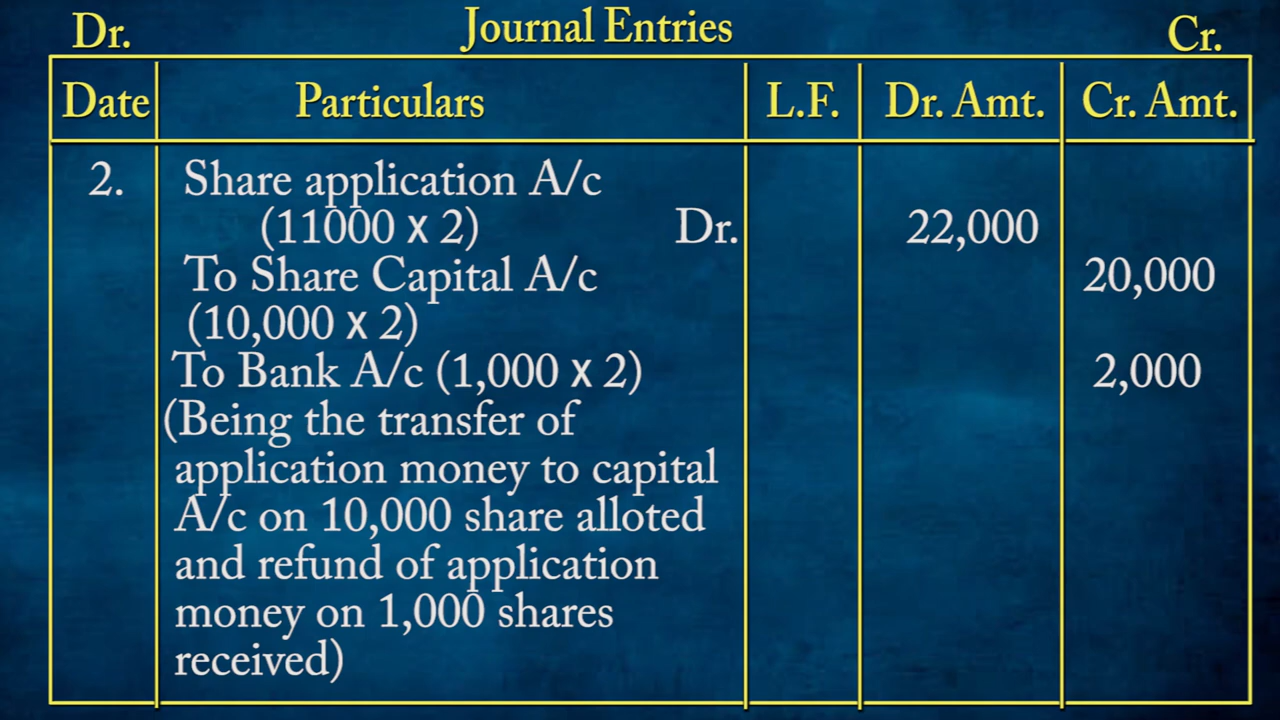 Dr. Journal Entries Cr.
Date Particulars L.F. Dr. Amt. Cr. Amt.
2. Share application A/c
(11000 x 2) Dr. 22,000
To Share Capital A/c 20,000
(10,000 x 2)
To Bank A/c (1,000 x 2) 2,000
(Being the transfer of
application money to capital
A/c on 10,000 share alloted
and refund of application
money on 1,000 shares
received)